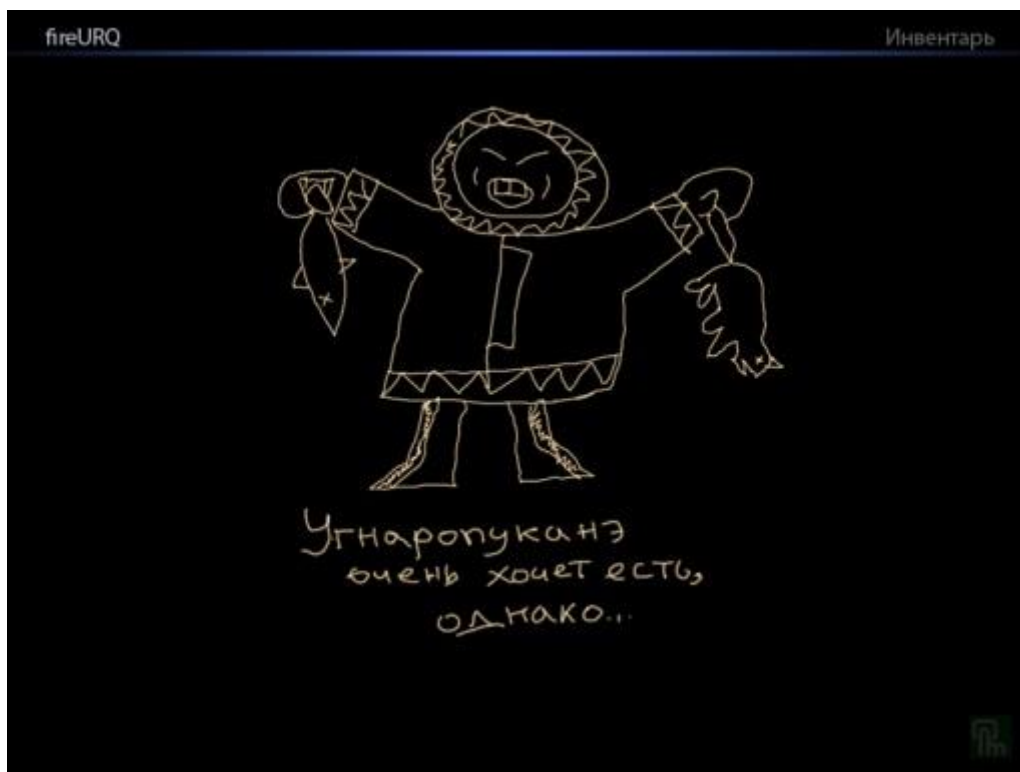 fireURQ
Инвентарь
Угнаропуканэ
очень хочет есть,
однако...